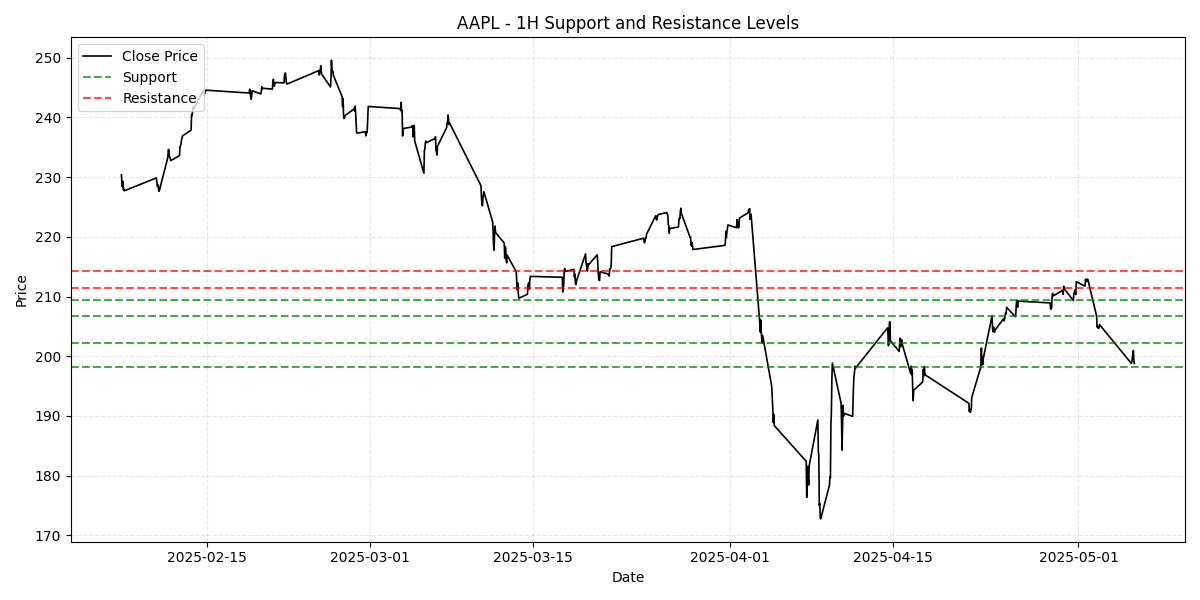 AAPL - 1H Support and Resistance Levels
Close Price
Support
Resistance
Price
250
240
230
220
210
200
190
180
170
2025-02-15
2025-03-01
2025-03-15
2025-04-01
2025-04-15
2025-05-01
Date